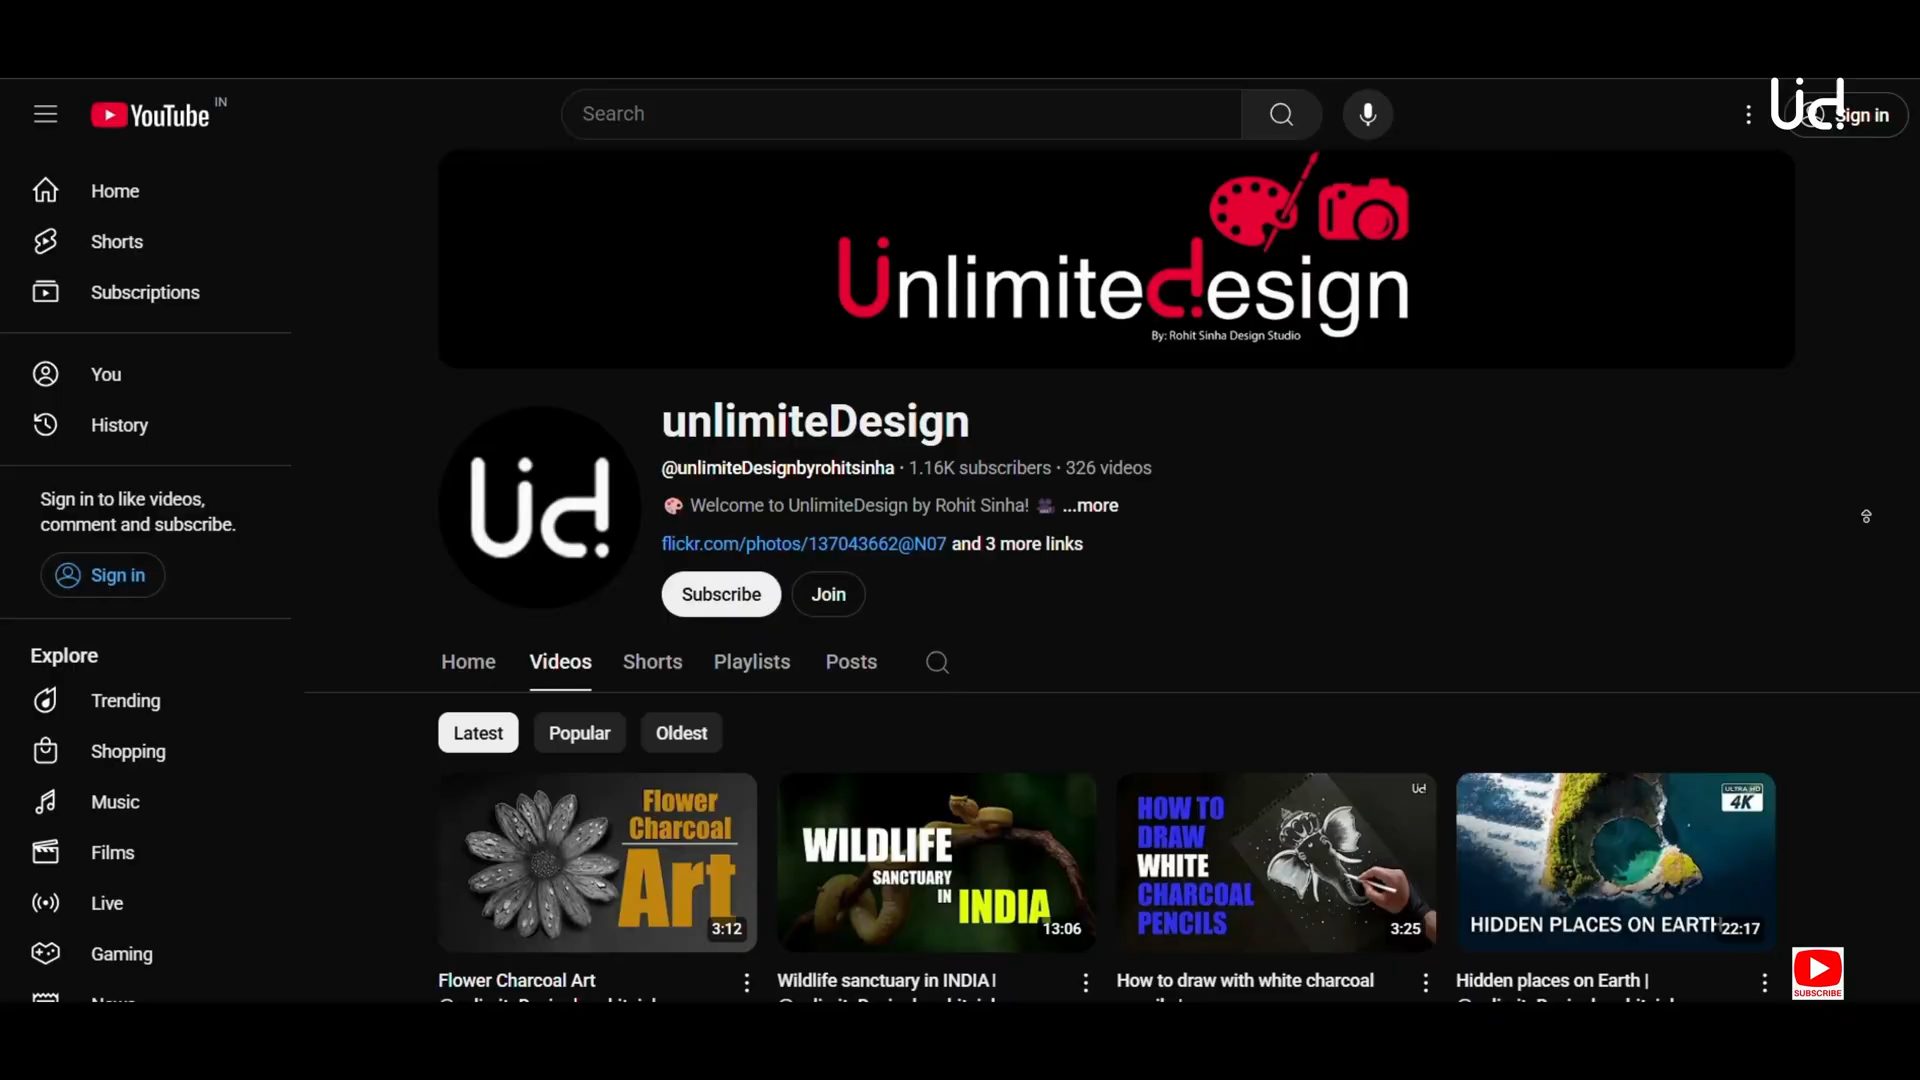 YouTube IN
Search
Sign in
Ud
Home
Shorts
Subscriptions
You
History
Sign in to like videos,
comment and subscribe.
Sign in
Explore
Trending
Shopping
Music
Films
Live
Gaming
Unlimitedesign
By: Rohit Sinha Design Studio
Ud
unlimiteDesign
@unlimiteDesignbyrohitsinha · 1.16K subscribers · 326 videos
Welcome to UnlimiteDesign by Rohit Sinha! ...more
flickr.com/photos/137043662@N07 and 3 more links
Subscribe Join
Home Videos Shorts Playlists Posts
Latest Popular Oldest
Flower
Charcoal
Art
3:12
WILDLIFE
SANCTUARY
IN INDIA
13:06
Ud
HOW TO
DRAW
WHITE
CHARCOAL
PENCILS
3:25
ULTRA HD
4K
HIDDEN PLACES ON EARTH
22:17
Flower Charcoal Art
Wildlife sanctuary in INDIA |
How to draw with white charcoal
Hidden places on Earth |
SUBSCRIBE